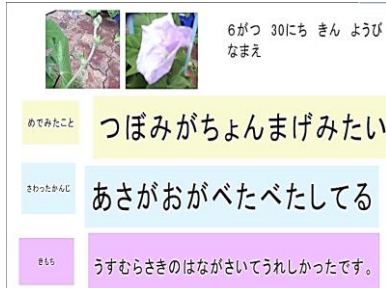 6がつ 30にち きん ようび
なまえ
めでみたこと
つぼみがちょんまげみたい
さわったかんじ
あさがおがべたべたしてる
きもち
うすむらさきのはながさいてうれしかったです。